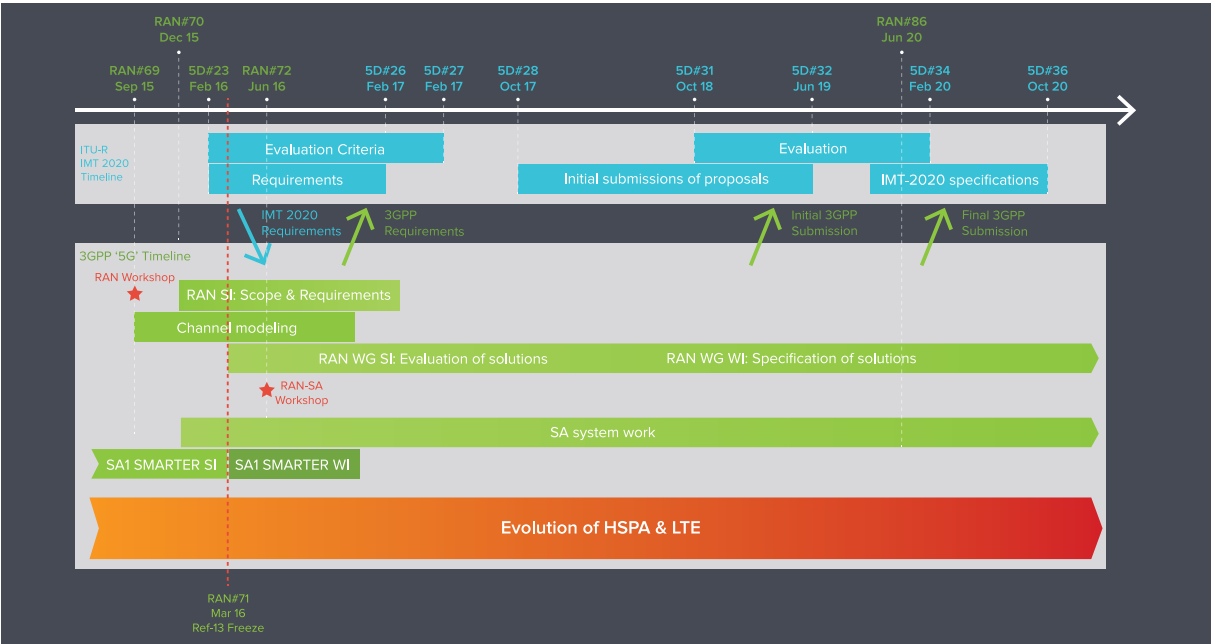 RAN#70
Dec 15
RAN#86
Jun 20
RAN#69
Sep 15
5D#23
Feb 16
RAN#72
Jun 16
5D#26
Feb 17
5D#27
Feb 17
5D#28
Oct 17
5D#31
Oct 18
5D#32
Jun 19
5D#34
Feb 20
5D#36
Oct 20
ITU-R
IMT 2020
Timeline
Evaluation Criteria
Evaluation
Requirements
Initial submissions of proposals
IMT-2020 specifications
IMT 2020
Requirements
3GPP
Requirements
Initial 3GPP
Submission
Final 3GPP
Submission
3GPP ‘5G’ Timeline
RAN Workshop
RAN SI: Scope & Requirements
Channel modeling
RAN WG SI: Evaluation of solutions
RAN WG WI: Specification of solutions
RAN-SA
Workshop
SA system work
SA1 SMARTER SI
SA1 SMARTER WI
Evolution of HSPA & LTE
RAN#71
Mar 16
Ref-13 Freeze